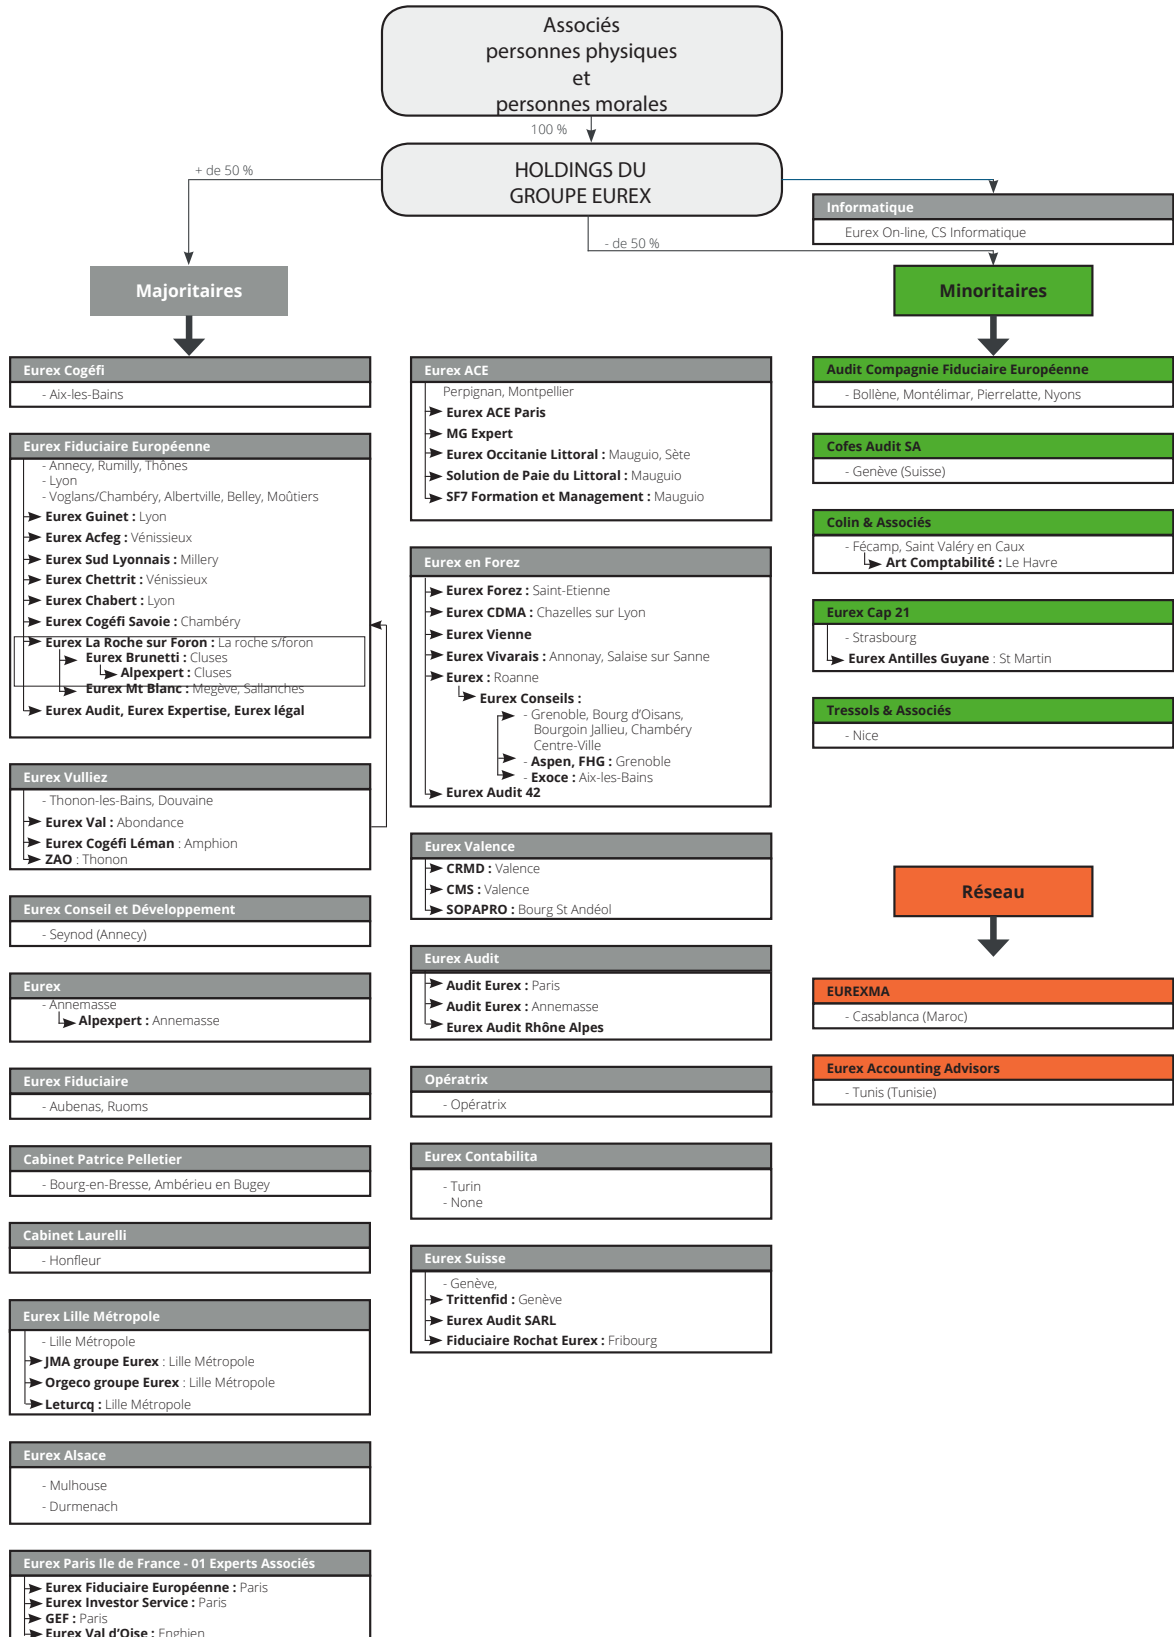 Associés
personnes physiques
et
personnes morales
100 %
HOLDINGS DU
GROUPE EUREX
+ de 50 %
- de 50 %
Informatique
Eurex On-line, CS Informatique
Majoritaires
Minoritaires
Eurex Cogéfi
- Aix-les-Bains
Eurex Fiduciaire Européenne
- Annecy, Rumilly, Thônes
- Lyon
- Voglans/Chambéry, Albertville, Belley, Moûtiers
Eurex Guinet : Lyon
Eurex Acfeg : Vénissieux
Eurex Sud Lyonnais : Millery
Eurex Chettrit : Vénissieux
Eurex Chabert : Lyon
Eurex Cogéfi Savoie : Chambéry
Eurex La Roche sur Foron : La roche s/foron
Eurex Brunetti : Cluses
Alpexpert : Cluses
Eurex Mt Blanc : Megève, Sallanches
Eurex Audit, Eurex Expertise, Eurex légal
Eurex Vulliez
- Thonon-les-Bains, Douvaine
Eurex Val : Abondance
Eurex Cogéfi Léman : Amphion
ZAO : Thonon
Eurex Conseil et Développement
- Seynod (Annecy)
Eurex
- Annemasse
Alpexpert : Annemasse
Eurex Fiduciaire
- Aubenas, Ruoms
Cabinet Patrice Pelletier
- Bourg-en-Bresse, Ambérieu en Bugey
Cabinet Laurelli
- Honfleur
Eurex Lille Métropole
- Lille Métropole
JMA groupe Eurex : Lille Métropole
Orgeco groupe Eurex : Lille Métropole
Leturcq : Lille Métropole
Eurex Alsace
- Mulhouse
- Durmenach
Eurex Paris Ile de France - 01 Experts Associés
Eurex Fiduciaire Européenne : Paris
Eurex Investor Service : Paris
GEF : Paris
Eurex Val d'Oise : Enghien
Eurex ACE
Perpignan, Montpellier
Eurex ACE Paris
MG Expert
Eurex Occitanie Littoral : Mauguio, Sète
Solution de Paie du Littoral : Mauguio
SF7 Formation et Management : Mauguio
Eurex en Forez
Eurex Forez : Saint-Etienne
Eurex CDMA : Chazelles sur Lyon
Eurex Vienne
Eurex Vivarais : Annonay, Salaise sur Sanne
Eurex : Roanne
Eurex Conseils :
- Grenoble, Bourg d'Oisans,
Bourgoin Jallieu, Chambéry
Centre-Ville
- Aspen, FHG : Grenoble
- Exoce : Aix-les-Bains
Eurex Audit 42
Eurex Valence
CRMD : Valence
CMS : Valence
SOPAPRO : Bourg St Andéol
Eurex Audit
Audit Eurex : Paris
Audit Eurex : Annemasse
Eurex Audit Rhône Alpes
Opératrix
- Opératrix
Eurex Contabilita
- Turin
- None
Eurex Suisse
- Genève,
Trittenfid : Genève
Eurex Audit SARL
Fiduciaire Rochat Eurex : Fribourg
Audit Compagnie Fiduciaire Européenne
- Bollène, Montélimar, Pierrelatte, Nyons
Cofes Audit SA
- Genève (Suisse)
Colin & Associés
- Fécamp, Saint Valéry en Caux
Art Comptabilité : Le Havre
Eurex Cap 21
- Strasbourg
Eurex Antilles Guyane : St Martin
Tressols & Associés
- Nice
Réseau
EUREXMA
- Casablanca (Maroc)
Eurex Accounting Advisors
- Tunis (Tunisie)